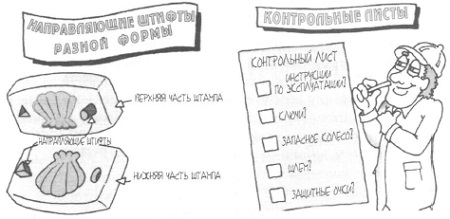 НАПРАВЛЯЮЩИЕ ШТИФТЫ
РАЗНОЙ ФОРМЫ
ВЕРХНЯЯ ЧАСТЬ ШТАМПА
НАПРАВЛЯЮЩИЕ ШТИФТЫ
НИЖНЯЯ ЧАСТЬ ШТАМПА
КОНТРОЛЬНЫЕ ЛИСТЫ
КОНТРОЛЬНЫЙ ЛИСТ
ИНСТРУКЦИИ
ПО ЭКСПЛУАТАЦИИ?
КЛЮЧИ?
ЗАПАСНОЕ КОЛЕСО?
ШЛЕМ?
ЗАЩИТНЫЕ ОЧКИ?